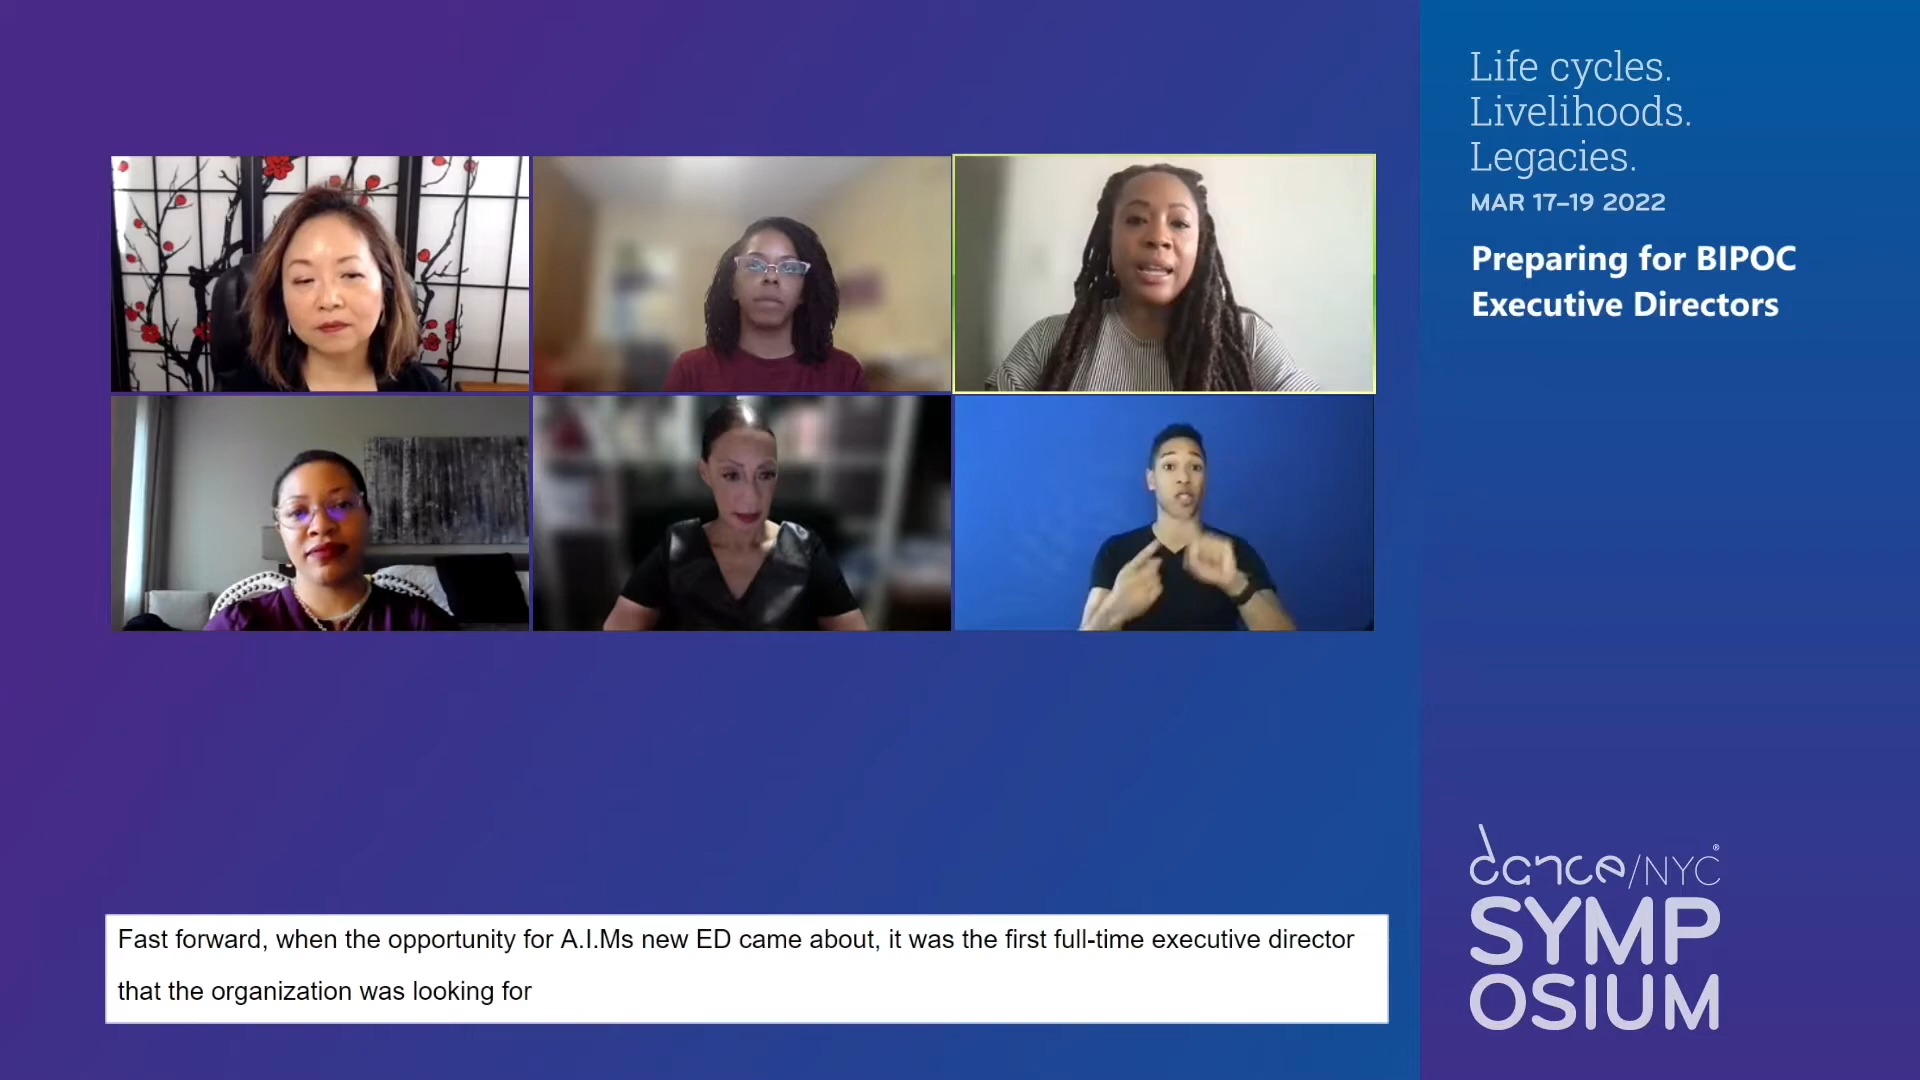 Life cycles.
Livelihoods.
Legacies.
MAR 17–19 2022
Preparing for BIPOC
Executive Directors
dance/NYC®
SYMP
OSIUM
Fast forward, when the opportunity for A.I.Ms new ED came about, it was the first full-time executive director
that the organization was looking for